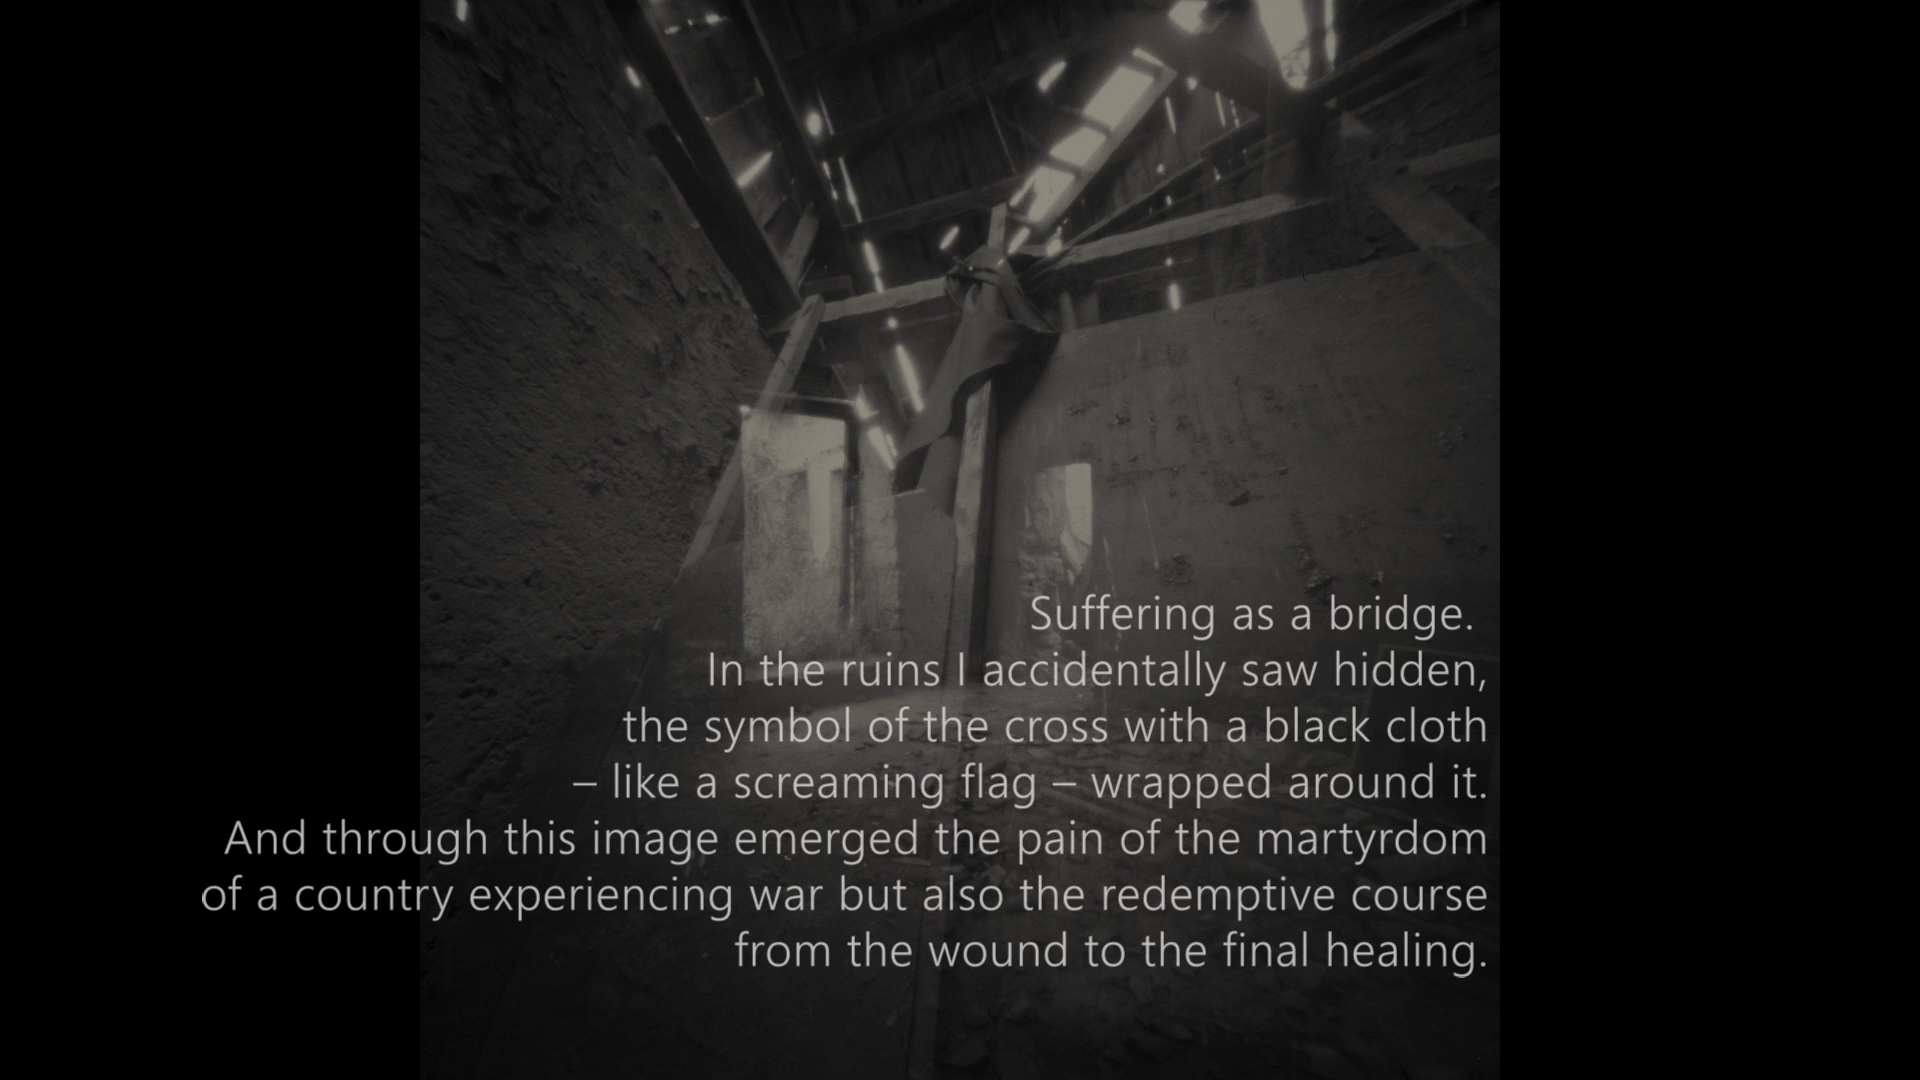 Suffering as a bridge.
In the ruins I accidentally saw hidden,
the symbol of the cross with a black cloth
– like a screaming flag – wrapped around it.
And through this image emerged the pain of the martyrdom
of a country experiencing war but also the redemptive course
from the wound to the final healing.